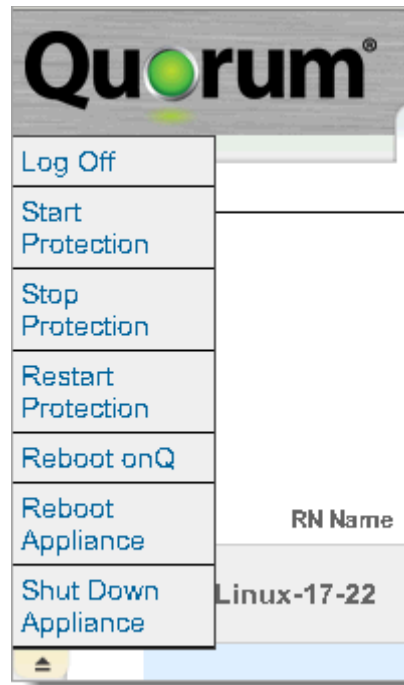 Quorum®
Log Off
Start
Protection
Stop
Protection
Restart
Protection
Reboot onQ
Reboot
Appliance
RN Name
Shut Down
Appliance
Linux-17-22